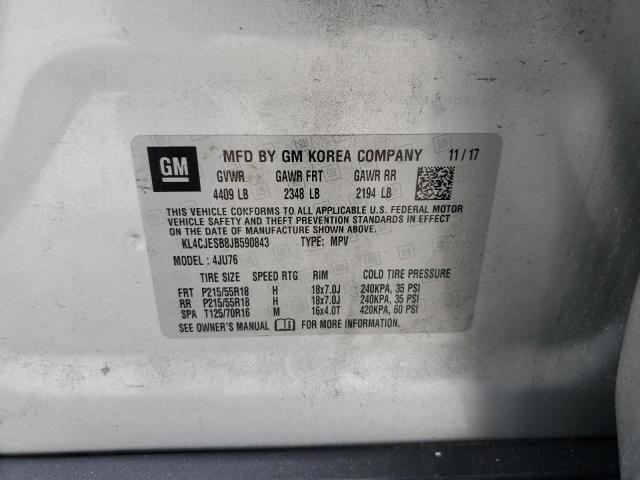 GM MFD BY GM KOREA COMPANY 11/17
GVWR GAWR FRT GAWR RR
4409 LB 2348 LB 2194 LB
THIS VEHICLE CONFORMS TO ALL APPLICABLE U.S. FEDERAL MOTOR
VEHICLE SAFETY AND THEFT PREVENTION STANDARDS IN EFFECT
ON THE DATE OF MANUFACTURE SHOWN ABOVE.
KL4CJESB8JB590843 TYPE: MPV
MODEL : 4JU76
TIRE SIZE SPEED RTG RIM COLD TIRE PRESSURE
FRT P215/55R18 H 18x7.0J 240KPA, 35 PSI
RR P215/55R18 H 18x7.0J 240KPA, 35 PSI
SPA T125/70R16 M 16x4.0T 420KPA, 60 PSI
SEE OWNER'S MANUAL FOR MORE INFORMATION.